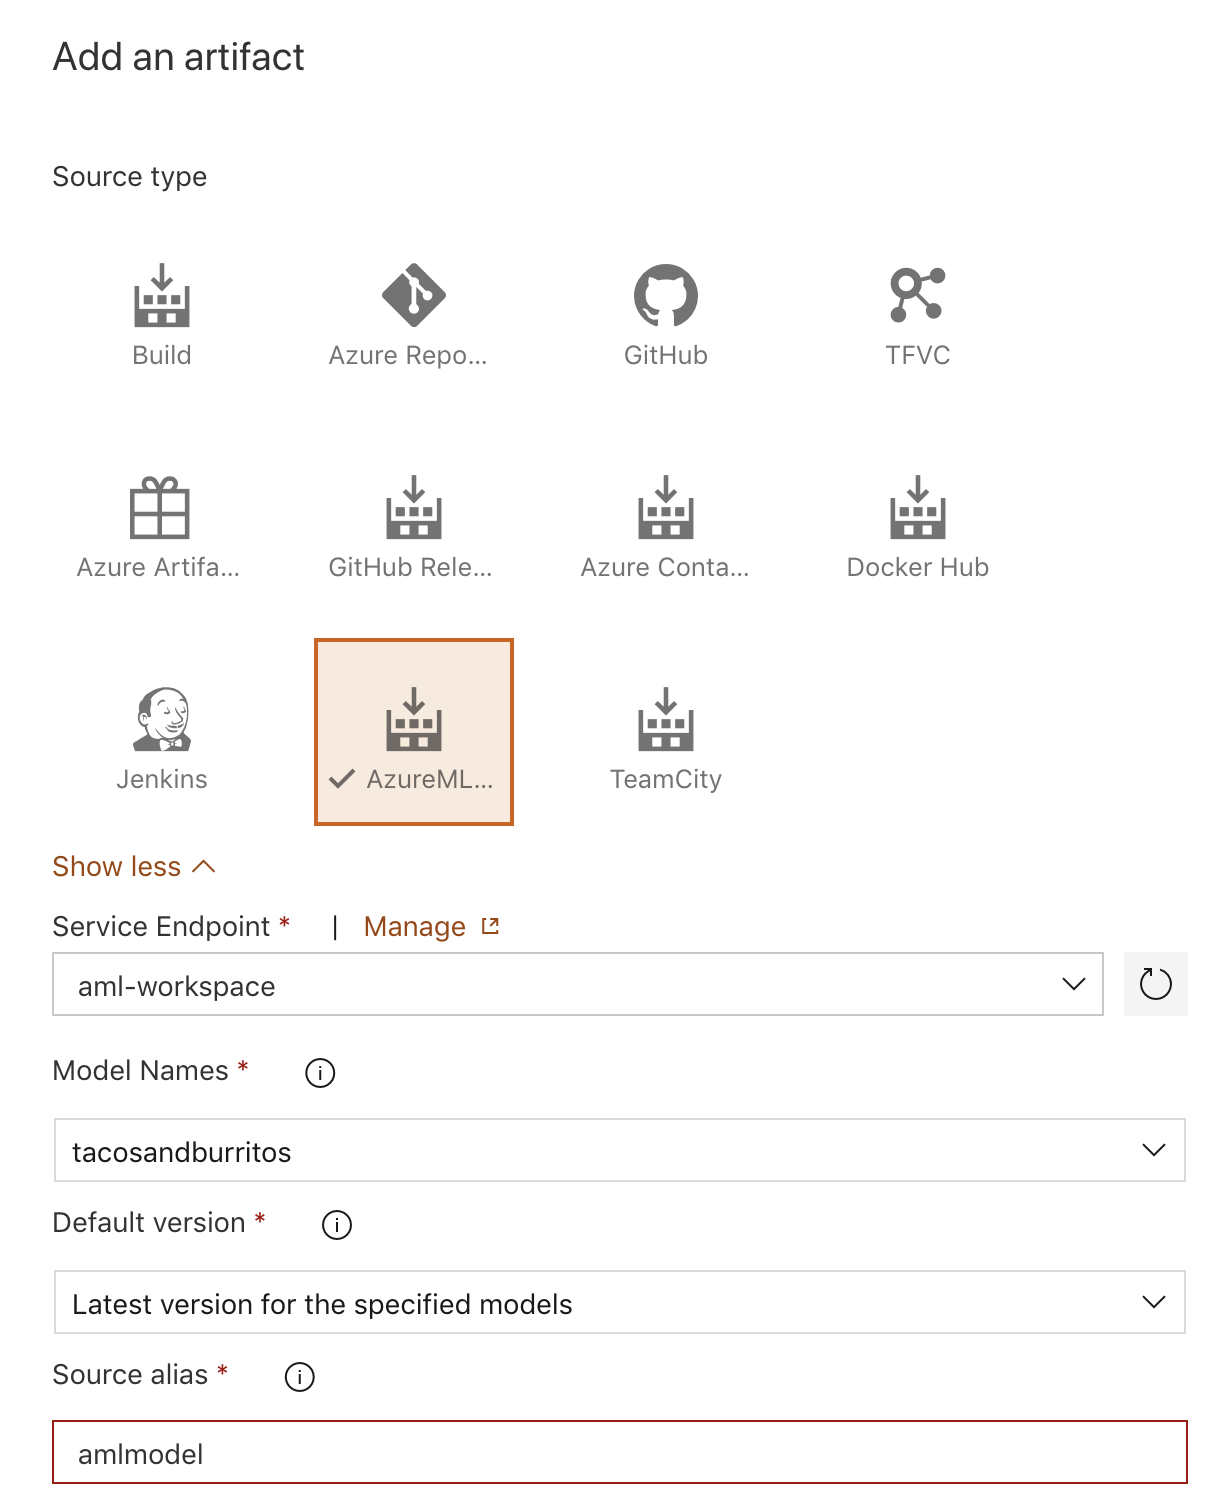 Add an artifact
Source type
Build
Azure Repo...
GitHub
TFVC
Azure Artifa...
GitHub Rele...
Azure Conta...
Docker Hub
Jenkins
AzureML...
TeamCity
Show less
Service Endpoint * | Manage
aml-workspace
Model Names *
tacosandburritos
Default version *
Latest version for the specified models
Source alias *
amlmodel